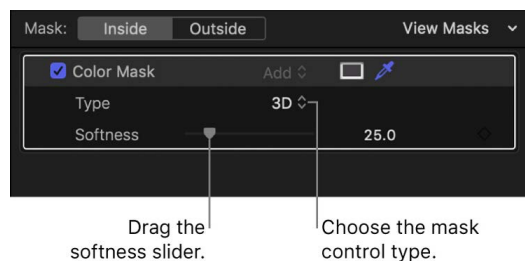 Mask: Inside Outside View Masks
Color Mask Add
Type 3D
Softness 25.0
Drag the softness slider.
Choose the mask control type.